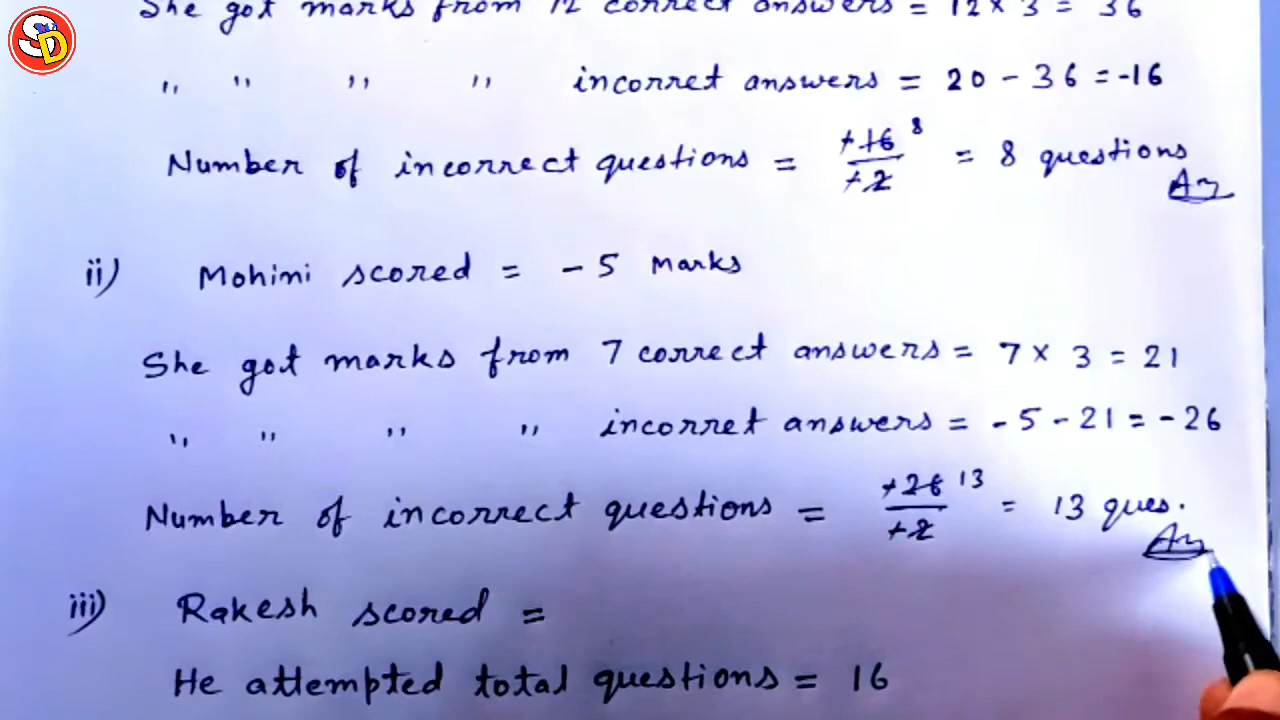 SD
She got marks from 12 correct answers = 12 x 3 = 36
,, ,, ,, ,, incorret answers = 20 - 36 = -16
Number of incorrect questions = -16/-2 8 = 8 questions Ans
ii) Mohini scored = - 5 marks
She got marks from 7 correct answers = 7 x 3 = 21
,, ,, ,, ,, incorret answers = - 5 - 21 = - 26
Number of incorrect questions = -26/-2 13 = 13 ques. Ans
iii) Rakesh scored =
He attempted total questions = 16